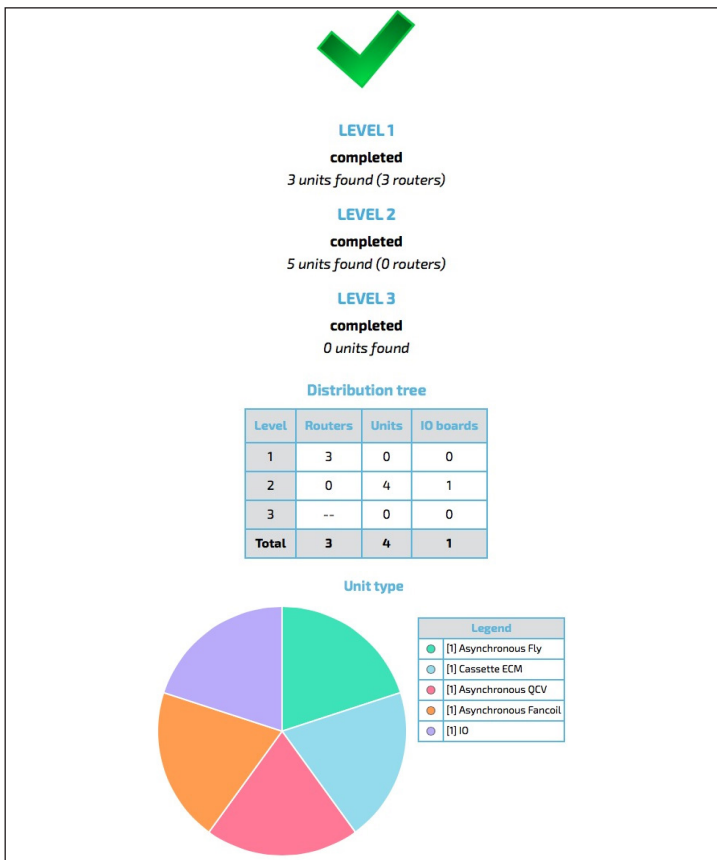 LEVEL 1
completed
3 units found (3 routers)
LEVEL 2
completed
5 units found (0 routers)
LEVEL 3
completed
0 units found
Distribution tree
Level Routers Units IO boards
1 3 0 0
2 0 4 1
3 -- 0 0
Total 3 4 1
Unit type
Legend
[1] Asynchronous Fly
[1] Cassette ECM
[1] Asynchronous QCV
[1] Asynchronous Fancoil
[1] IO